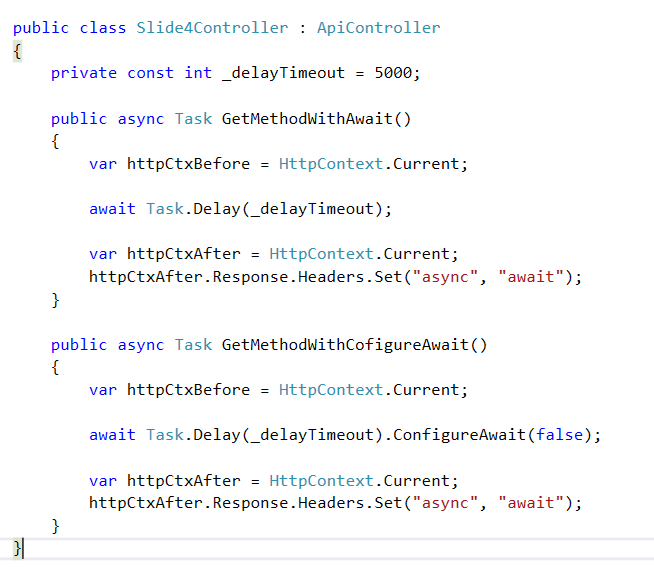 public class Slide4Controller : ApiController
{
private const int _delayTimeout = 5000;
public async Task GetMethodWithAwait()
{
var httpCtxBefore = HttpContext.Current;
await Task.Delay(_delayTimeout);
var httpCtxAfter = HttpContext.Current;
httpCtxAfter.Response.Headers.Set("async", "await");
}
public async Task GetMethodWithCofigureAwait()
{
var httpCtxBefore = HttpContext.Current;
await Task.Delay(_delayTimeout).ConfigureAwait(false);
var httpCtxAfter = HttpContext.Current;
httpCtxAfter.Response.Headers.Set("async", "await");
}
}